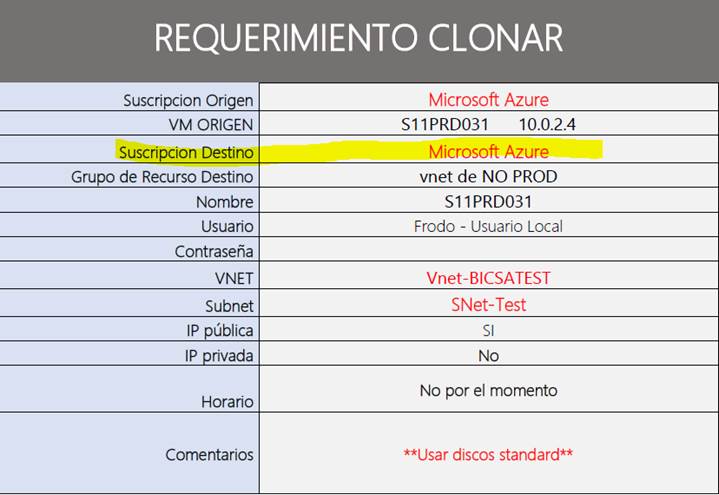 REQUERIMIENTO CLONAR
Suscripcion Origen Microsoft Azure
VM ORIGEN S11PRD031 10.0.2.4
Suscripcion Destino Microsoft Azure
Grupo de Recurso Destino vnet de NO PROD
Nombre S11PRD031
Usuario Frodo - Usuario Local
Contraseña
VNET Vnet-BICSATEST
Subnet SNet-Test
IP pública SI
IP privada No
Horario No por el momento
Comentarios **Usar discos standard**